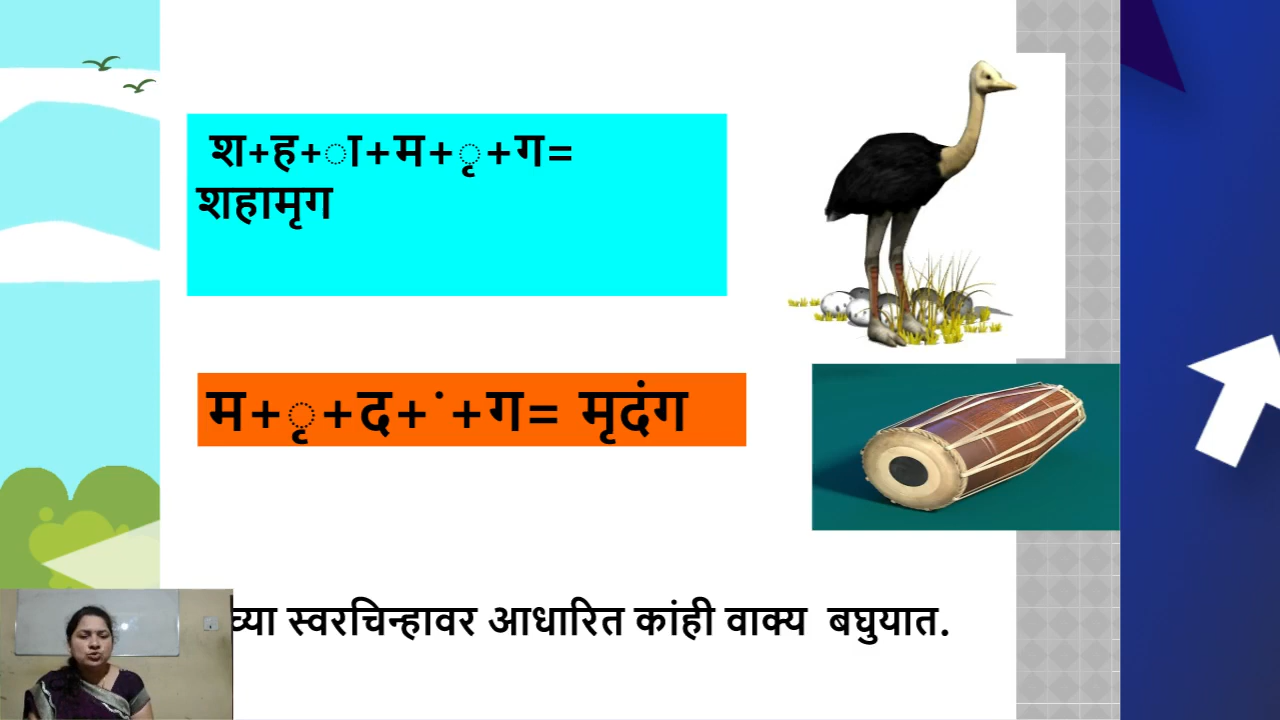 श+ह+ा+म+ृ+ग=
शहामृग
म+ृ+द+ ं +ग= मृदंग
स्वरचिन्हावर आधारित कांही वाक्य बघुयात.